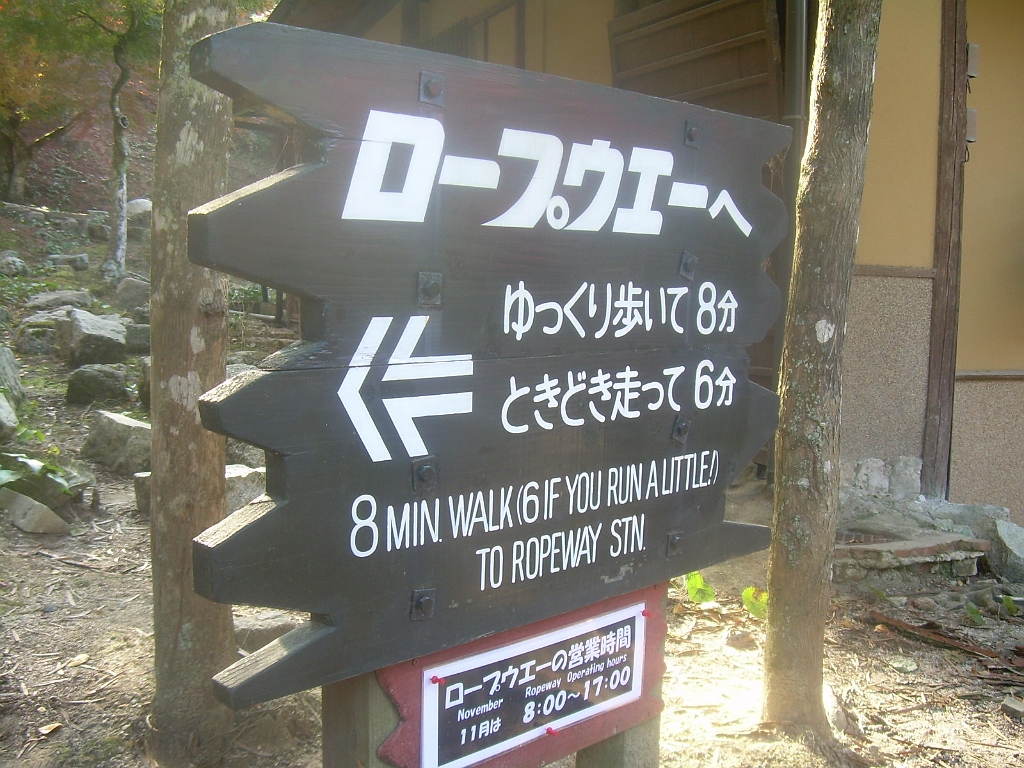 ロープウエーへ
ゆっくり歩いて 8分
ときどき走って 6分
8 MIN. WALK (6 IF YOU RUN A LITTLE!)
TO ROPEWAY STN.
ロープウエーの営業時間
Ropeway Operating hours
November
11月は 8:00～17:00